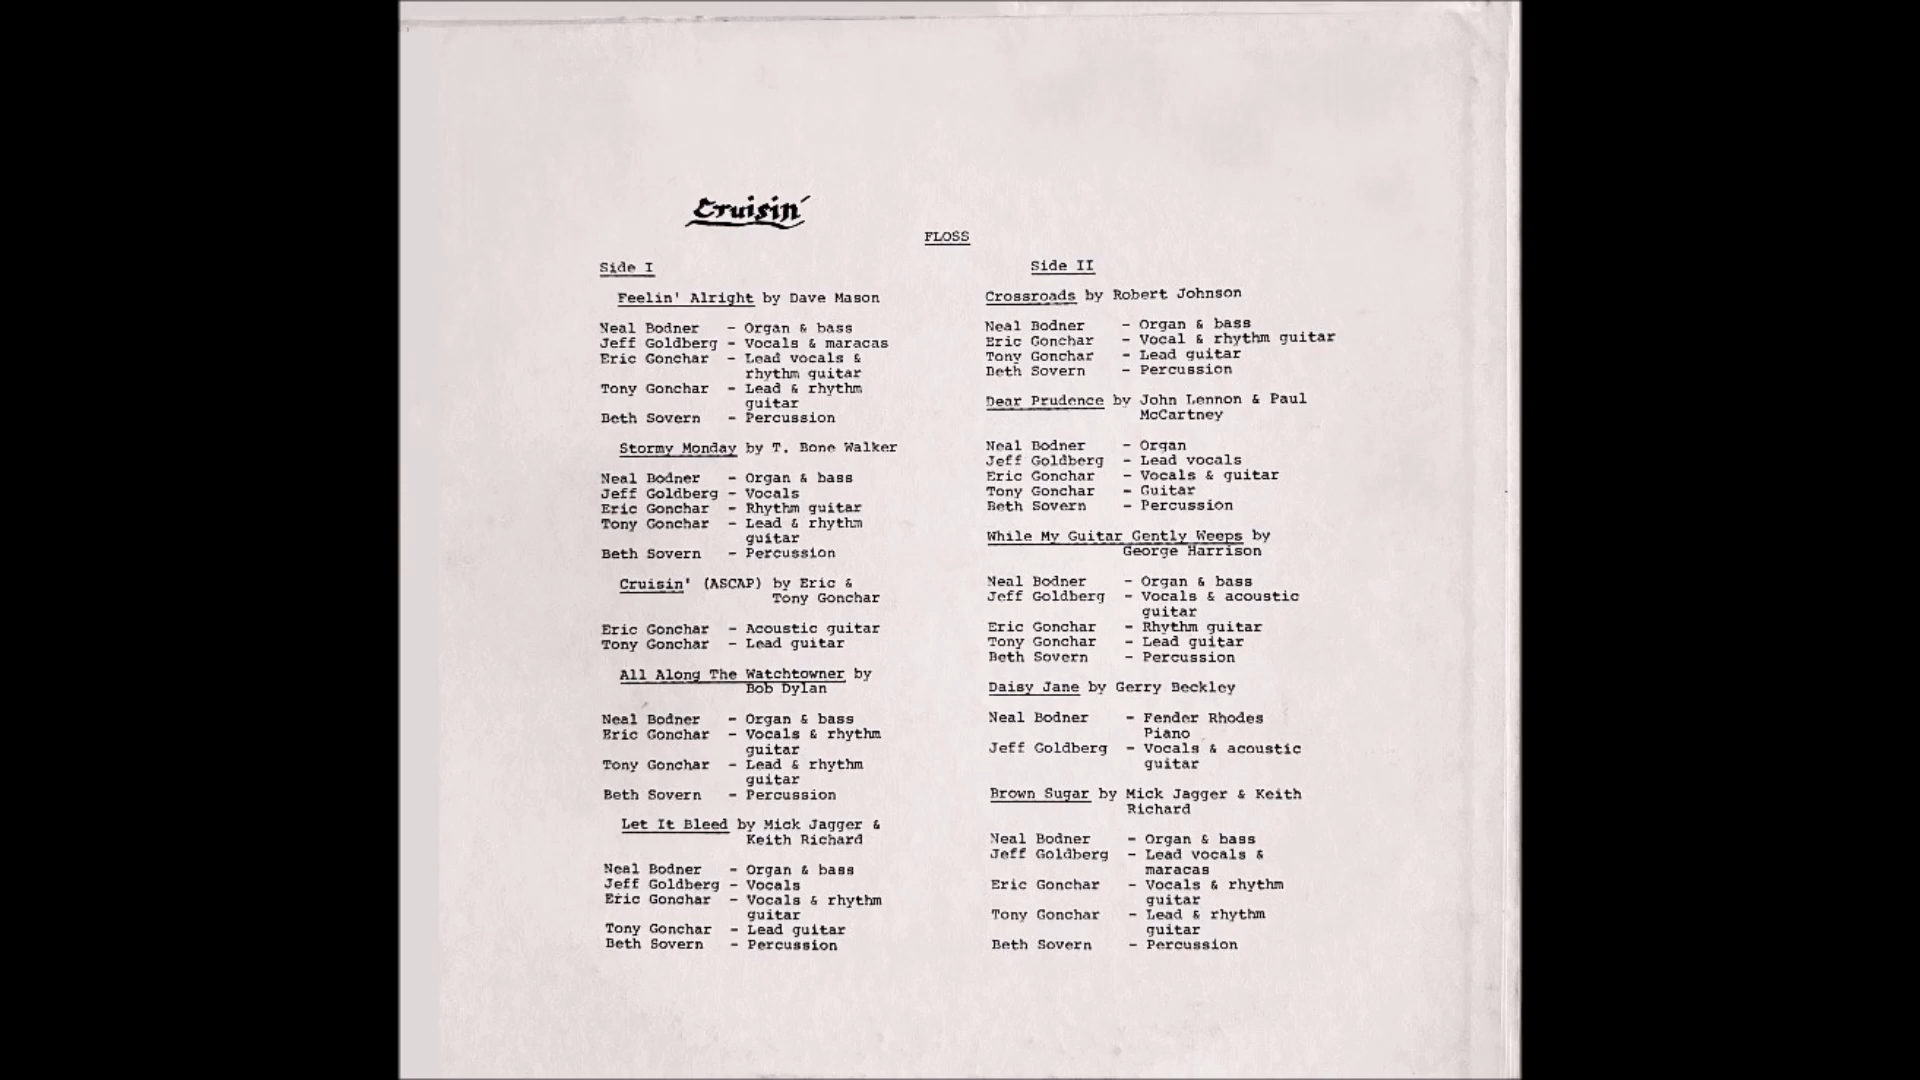 Cruisin'
FLOSS
Side I
Feelin' Alright by Dave Mason
Neal Bodner - Organ & bass
Jeff Goldberg - Vocals & maracas
Eric Gonchar - Lead vocals &
rhythm guitar
Tony Gonchar - Lead & rhythm
guitar
Beth Sovern - Percussion
Stormy Monday by T. Bone Walker
Neal Bodner - Organ & bass
Jeff Goldberg - Vocals
Eric Gonchar - Rhythm guitar
Tony Gonchar - Lead & rhythm
guitar
Beth Sovern - Percussion
Cruisin' (ASCAP) by Eric &
Tony Gonchar
Eric Gonchar - Acoustic guitar
Tony Gonchar - Lead guitar
All Along The Watchtowner by
Bob Dylan
Neal Bodner - Organ & bass
Eric Gonchar - Vocals & rhythm
guitar
Tony Gonchar - Lead & rhythm
guitar
Beth Sovern - Percussion
Let It Bleed by Mick Jagger &
Keith Richard
Neal Bodner - Organ & bass
Jeff Goldberg - Vocals
Eric Gonchar - Vocals & rhythm
guitar
Tony Gonchar - Lead guitar
Beth Sovern - Percussion
Side II
Crossroads by Robert Johnson
Neal Bodner - Organ & bass
Eric Gonchar - Vocal & rhythm guitar
Tony Gonchar - Lead guitar
Beth Sovern - Percussion
Dear Prudence by John Lennon & Paul
McCartney
Neal Bodner - Organ
Jeff Goldberg - Lead vocals
Eric Gonchar - Vocals & guitar
Tony Gonchar - Guitar
Beth Sovern - Percussion
While My Guitar Gently Weeps by
George Harrison
Neal Bodner - Organ & bass
Jeff Goldberg - Vocals & acoustic
guitar
Eric Gonchar - Rhythm guitar
Tony Gonchar - Lead guitar
Beth Sovern - Percussion
Daisy Jane by Gerry Beckley
Neal Bodner - Fender Rhodes
Piano
Jeff Goldberg - Vocals & acoustic
guitar
Brown Sugar by Mick Jagger & Keith
Richard
Neal Bodner - Organ & bass
Jeff Goldberg - Lead vocals &
maracas
Eric Gonchar - Vocals & rhythm
guitar
Tony Gonchar - Lead & rhythm
guitar
Beth Sovern - Percussion